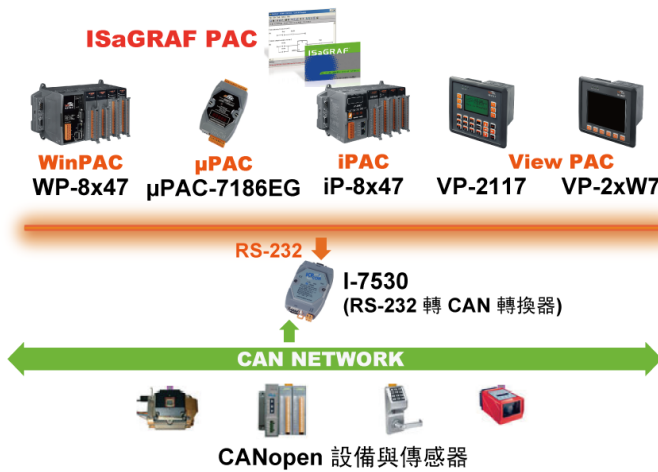 ISaGRAF PAC
ISaGRAF
WinPAC
µPAC
iPAC
View PAC
WP-8x47
µPAC-7186EG
iP-8x47
VP-2117
VP-2xW7
RS-232
I-7530
(RS-232 轉 CAN 轉換器)
CAN NETWORK
CANopen 設備與傳感器